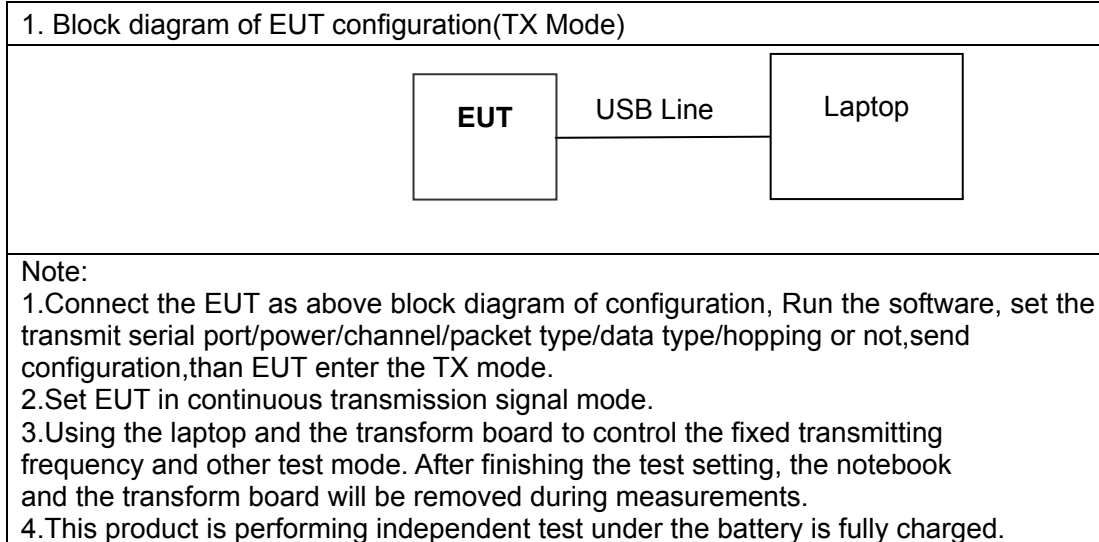 1. Block diagram of EUT configuration(TX Mode)
EUT
USB Line
Laptop
Note:
1.Connect the EUT as above block diagram of configuration, Run the software, set the
transmit serial port/power/channel/packet type/data type/hopping or not,send
configuration,than EUT enter the TX mode.
2.Set EUT in continuous transmission signal mode.
3.Using the laptop and the transform board to control the fixed transmitting
frequency and other test mode. After finishing the test setting, the notebook
and the transform board will be removed during measurements.
4.This product is performing independent test under the battery is fully charged.